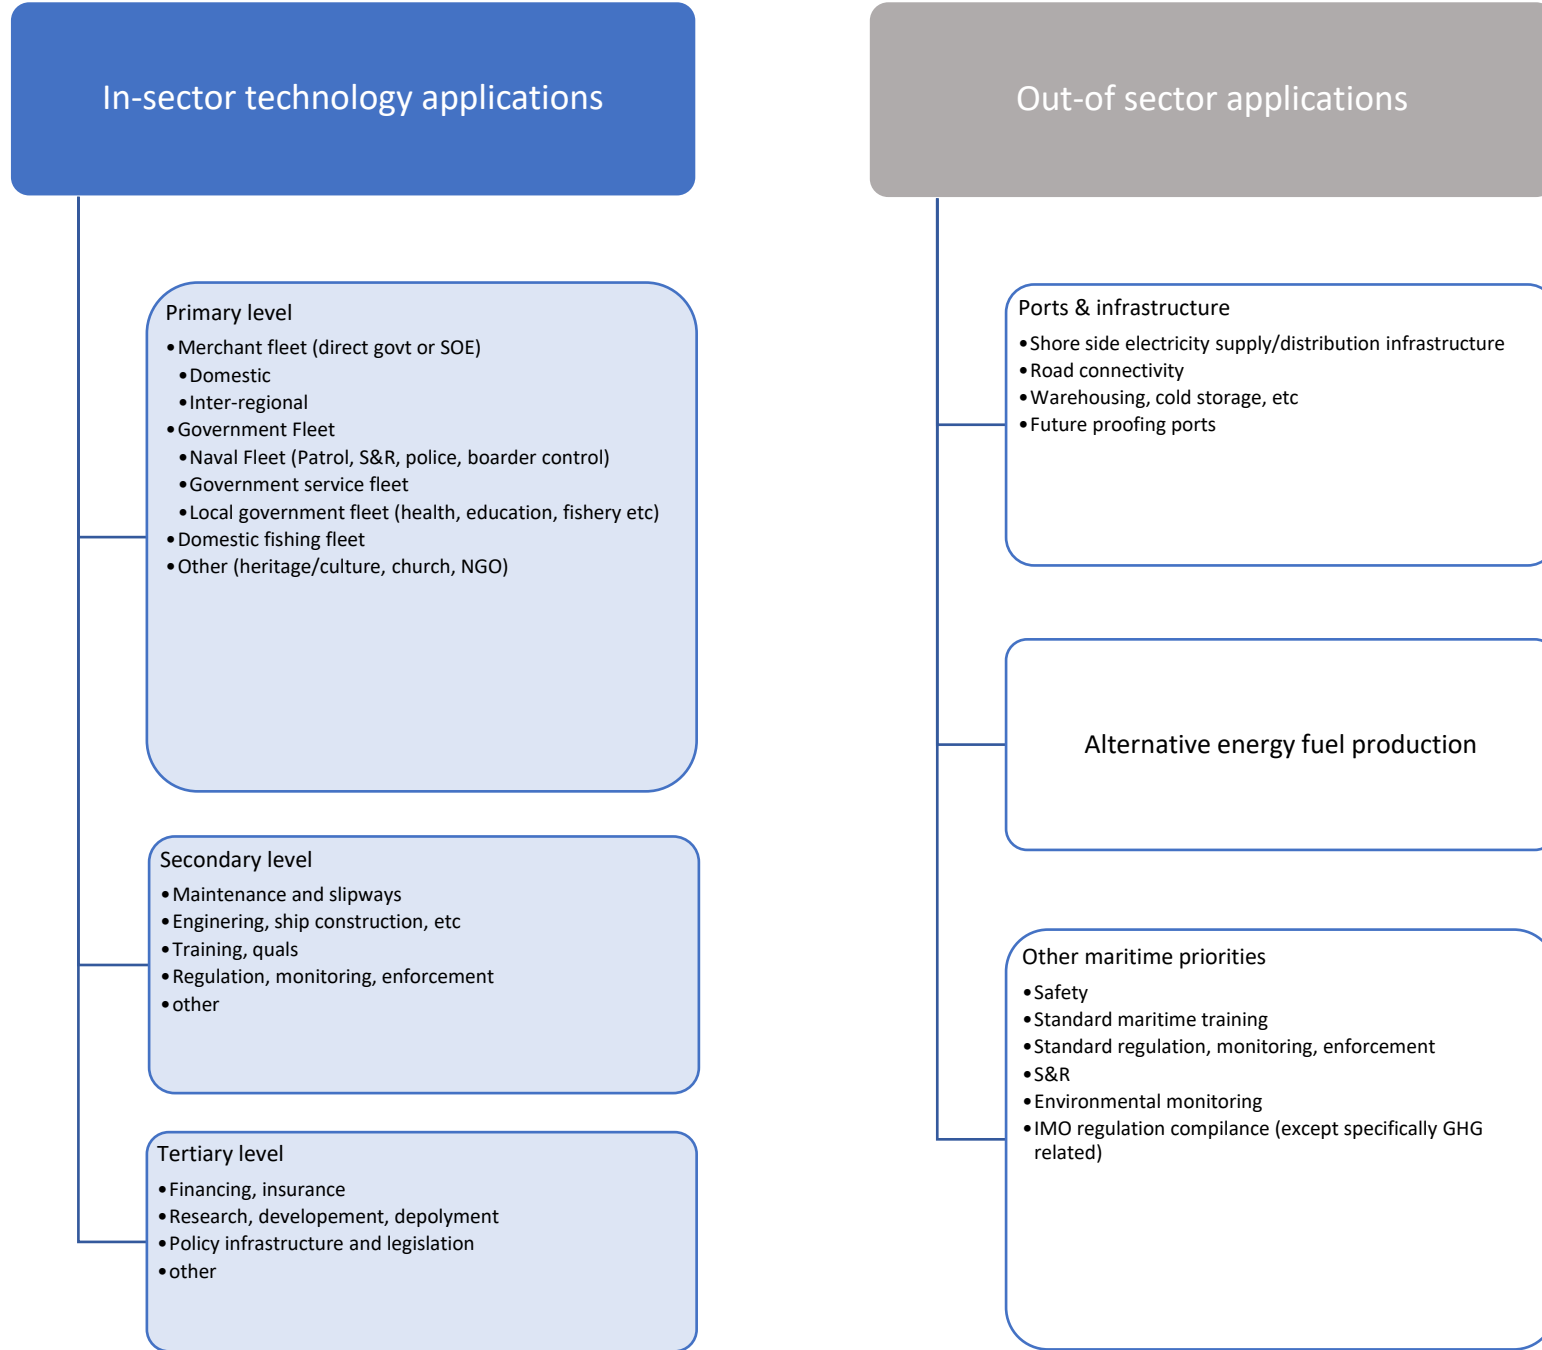 In-sector technology applications
Primary level
•Merchant fleet (direct govt or SOE)
•Domestic
•Inter-regional
•Government Fleet
•Naval Fleet (Patrol, S&R, police, boarder control)
•Government service fleet
•Local government fleet (health, education, fishery etc)
•Domestic fishing fleet
•Other (heritage/culture, church, NGO)
Secondary level
•Maintenance and slipways
•Enginering, ship construction, etc
•Training, quals
•Regulation, monitoring, enforcement
•other
Tertiary level
•Financing, insurance
•Research, developement, depolyment
•Policy infrastructure and legislation
•other
Out-of sector applications
Ports & infrastructure
•Shore side electricity supply/distribution infrastructure
•Road connectivity
•Warehousing, cold storage, etc
•Future proofing ports
Alternative energy fuel production
Other maritime priorities
•Safety
•Standard maritime training
•Standard regulation, monitoring, enforcement
•S&R
•Environmental monitoring
•IMO regulation compilance (except specifically GHG
related)